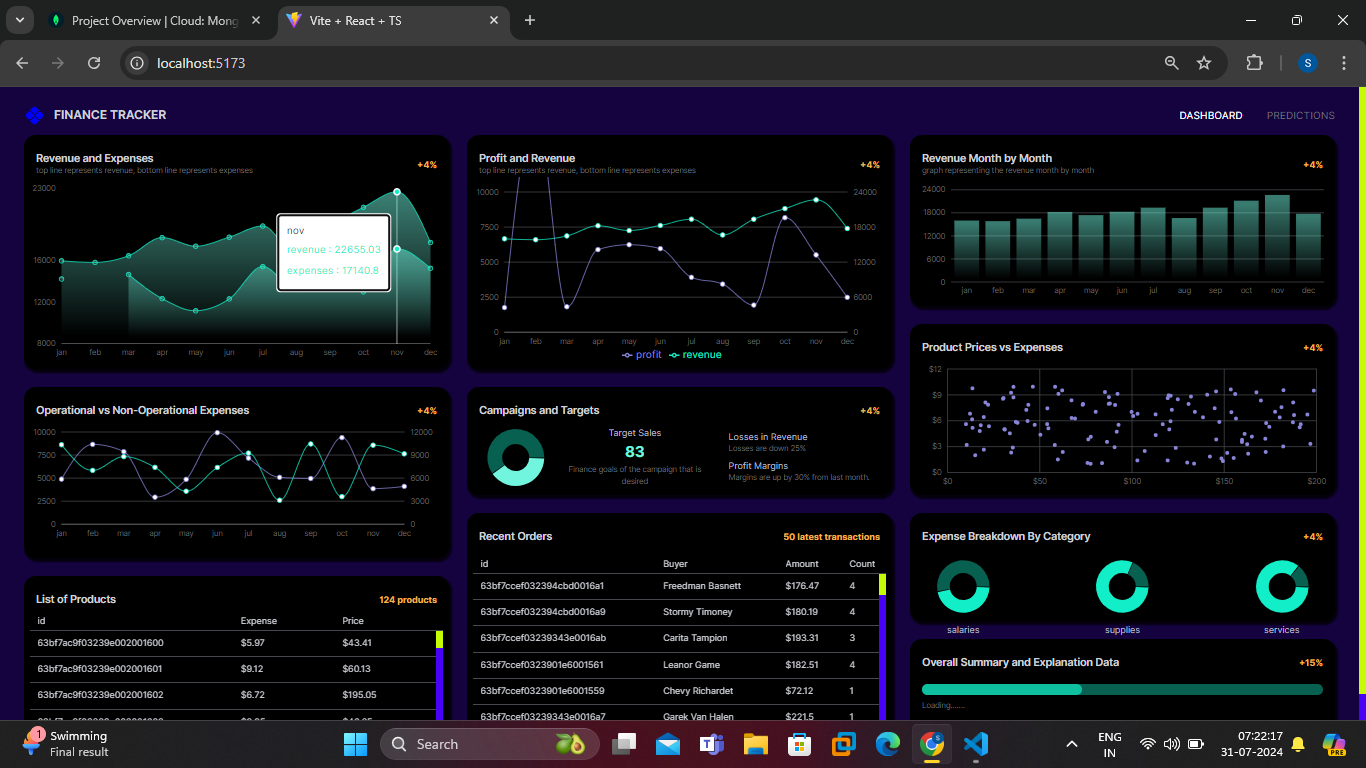 Project Overview | Cloud: Mong
Vite + React + TS
localhost:5173
S
FINANCE TRACKER
DASHBOARD
PREDICTIONS
Revenue and Expenses
top line represents revenue, bottom line represents expenses
+4%
23000
16000
12000
8000
jan feb mar apr may jun jul aug sep oct nov dec
nov
revenue : 22655.03
expenses : 17140.8
Profit and Revenue
top line represents revenue, bottom line represents expenses
+4%
10000 24000
7500 18000
5000 12000
2500 6000
0 0
jan feb mar apr may jun jul aug sep oct nov dec
profit revenue
Revenue Month by Month
graph representing the revenue month by month
+4%
24000
18000
12000
6000
0
jan feb mar apr may jun jul aug sep oct nov dec
Product Prices vs Expenses
+4%
$12
$9
$6
$3
$0
$0 $50 $100 $150 $200
Operational vs Non-Operational Expenses
+4%
10000 12000
7500 9000
5000 6000
2500 3000
0 0
jan feb mar apr may jun jul aug sep oct nov dec
Campaigns and Targets
+4%
Target Sales
83
Finance goals of the campaign that is
desired
Losses in Revenue
Losses are down 25%
Profit Margins
Margins are up by 30% from last month.
Recent Orders
50 latest transactions
id Buyer Amount Count
63bf7ccef032394cbd0016a1 Freedman Basnett $176.47 4
63bf7ccef032394cbd0016a9 Stormy Timoney $180.19 4
63bf7ccef03239343e0016ab Carita Tampion $193.31 3
63bf7ccef0323901e6001561 Leanor Game $182.51 4
63bf7ccef0323901e6001559 Chevy Richardet $72.12 1
63bf7ccef03239343e0016a7 Garek Van Halen $221.5 1
Expense Breakdown By Category
+4%
salaries
supplies
services
Overall Summary and Explanation Data
+15%
Loading.......
List of Products
124 products
id Expense Price
63bf7ac9f03239e002001600 $5.97 $43.41
63bf7ac9f03239e002001601 $9.12 $60.13
63bf7ac9f03239e002001602 $6.72 $195.05
1
Swimming
Final result
Search
ENG
IN
07:22:17
31-07-2024
PRE